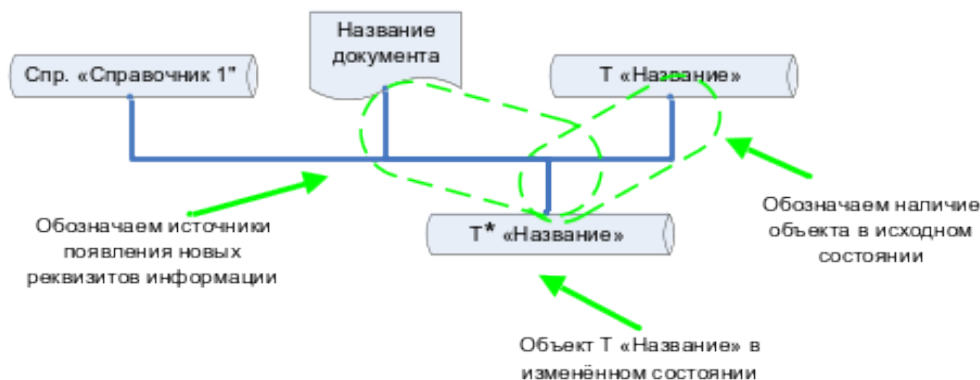 Название
документа
Спр. «Справочник 1"
Т «Название»
Обозначаем источники
появления новых
реквизитов информации
Т* «Название»
Обозначаем наличие
объекта в исходном
состоянии
Объект Т «Название» в
изменённом состоянии